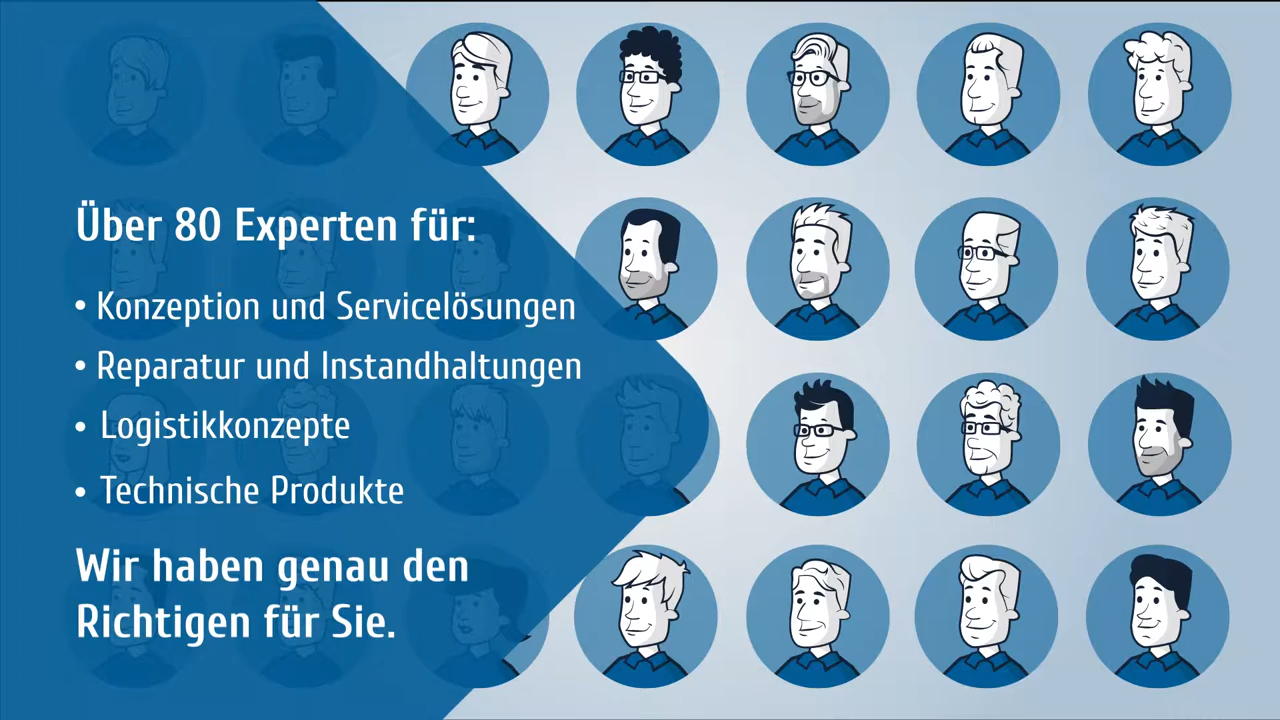 Über 80 Experten für:
• Konzeption und Servicelösungen
• Reparatur und Instandhaltungen
• Logistikkonzepte
• Technische Produkte
Wir haben genau den
Richtigen für Sie.